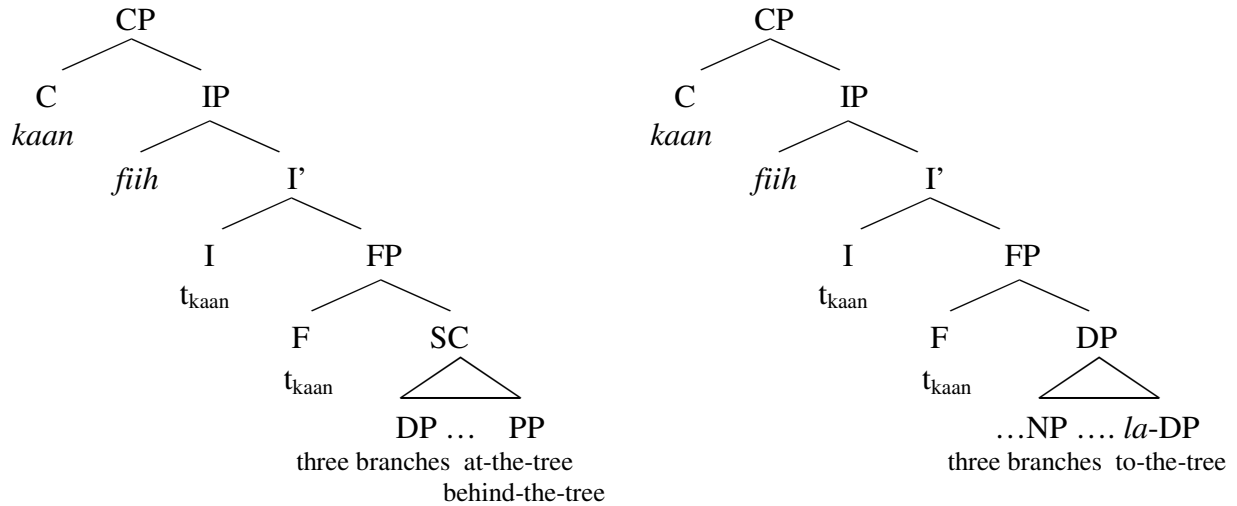 CP CP
C IP C IP
kaan kaan
fiih I’ fiih I’
I FP I FP
t_kaan t_kaan
F SC F DP
t_kaan t_kaan
DP … PP …NP …. la-DP
three branches at-the-tree three branches to-the-tree
behind-the-tree